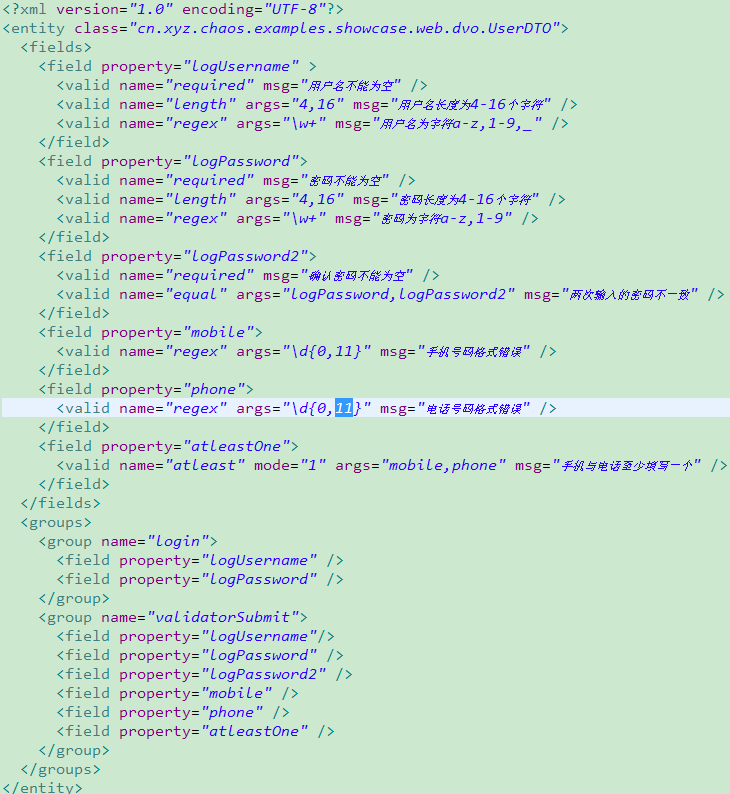 <?xml version="1.0" encoding="UTF-8"?>
<entity class="cn.xyz.chaos.examples.showcase.web.dvo.UserDTO">
  <fields>
    <field property="logUsername" >
      <valid name="required" msg="用户名不能为空" />
      <valid name="length" args="4,16" msg="用户名长度为4-16个字符" />
      <valid name="regex" args="\w+" msg="用户名为字符a-z,1-9,_" />
    </field>
    <field property="logPassword">
      <valid name="required" msg="密码不能为空" />
      <valid name="length" args="4,16" msg="密码长度为4-16个字符" />
      <valid name="regex" args="\w+" msg="密码为字符a-z,1-9" />
    </field>
    <field property="logPassword2">
      <valid name="required" msg="确认密码不能为空" />
      <valid name="equal" args="logPassword,logPassword2" msg="两次输入的密码不一致" />
    </field>
    <field property="mobile">
      <valid name="regex" args="\d{0,11}" msg="手机号码格式错误" />
    </field>
    <field property="phone">
      <valid name="regex" args="\d{0,11}" msg="电话号码格式错误" />
    </field>
    <field property="atleastOne">
      <valid name="atleast" mode="1" args="mobile,phone" msg="手机与电话至少填写一个" />
    </field>
  </fields>
  <groups>
    <group name="login">
      <field property="logUsername" />
      <field property="logPassword" />
    </group>
    <group name="validatorSubmit">
      <field property="logUsername"/>
      <field property="logPassword" />
      <field property="logPassword2" />
      <field property="mobile" />
      <field property="phone" />
      <field property="atleastOne" />
    </group>
  </groups>
</entity>